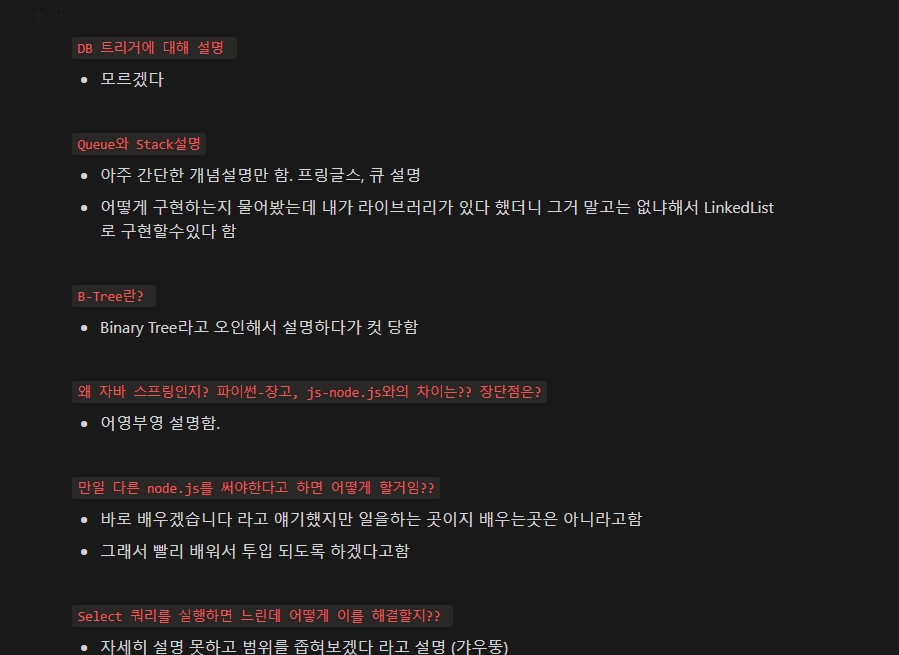 DB 트리거에 대해 설명
모르겠다
Queue와 Stack설명
아주 간단한 개념설명만 함. 프링글스, 큐 설명
어떻게 구현하는지 물어봤는데 내가 라이브러리가 있다 했더니 그거 말고는 없냐해서 LinkedList
로 구현할수있다 함
B-Tree란?
Binary Tree라고 오인해서 설명하다가 컷 당함
왜 자바 스프링인지? 파이썬-장고, js-node.js와의 차이는?? 장단점은?
어영부영 설명함.
만일 다른 node.js를 써야한다고 하면 어떻게 할거임??
바로 배우겠습니다 라고 얘기했지만 일을하는 곳이지 배우는곳은 아니라고함
그래서 빨리 배워서 투입 되도록 하겠다고함
Select 쿼리를 실행하면 느린데 어떻게 이를 해결할지??
자세히 설명 못하고 범위를 좁혀보겠다 라고 설명 (갸우뚱)